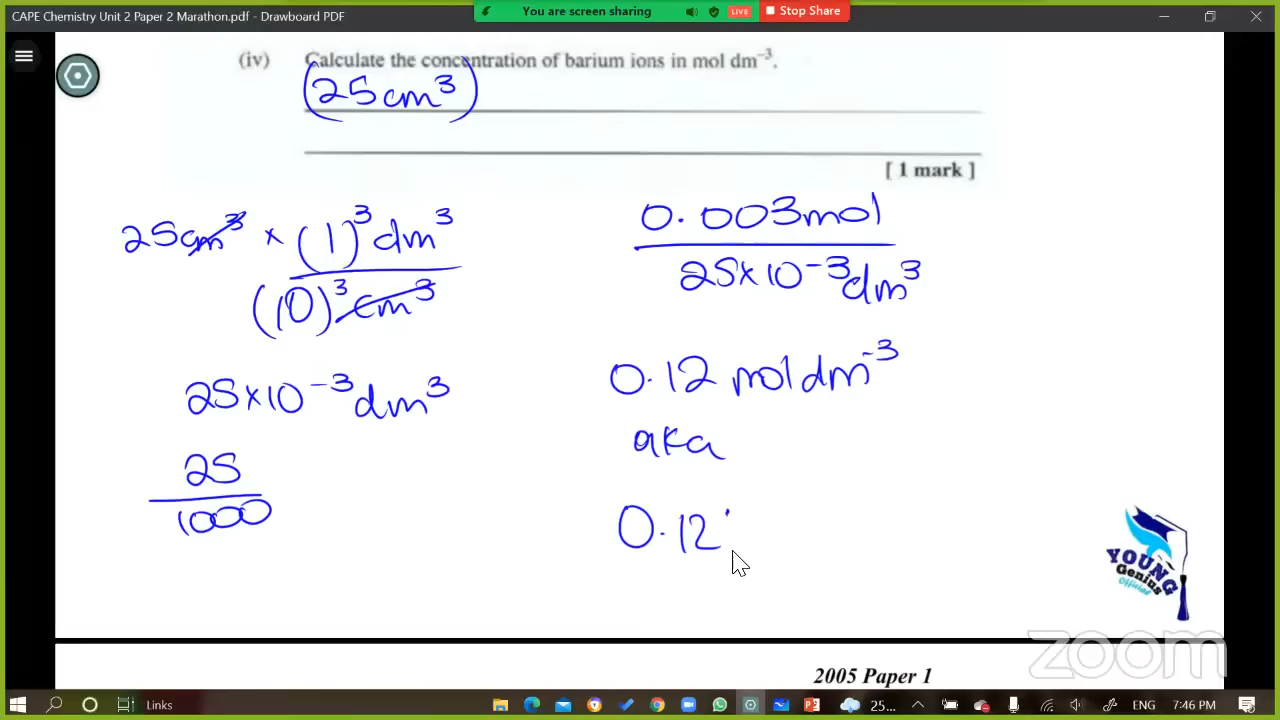 CAPE Chemistry Unit 2 Paper 2 Marathon.pdf - Drawboard PDF
You are screen sharing
LIVE
Stop Share
(iv) Calculate the concentration of barium ions in mol dm⁻³.
(25cm³)
[ 1 mark ]
25cm³ × (1)³dm³
(10)³cm³
25×10⁻³dm³
25
1000
0.003mol
25×10⁻³dm³
0.12 moldm⁻³
aka
0.12
YOUNG
Genius
Official
zoom
2005 Paper 1
Links
25...
ENG
7:46 PM